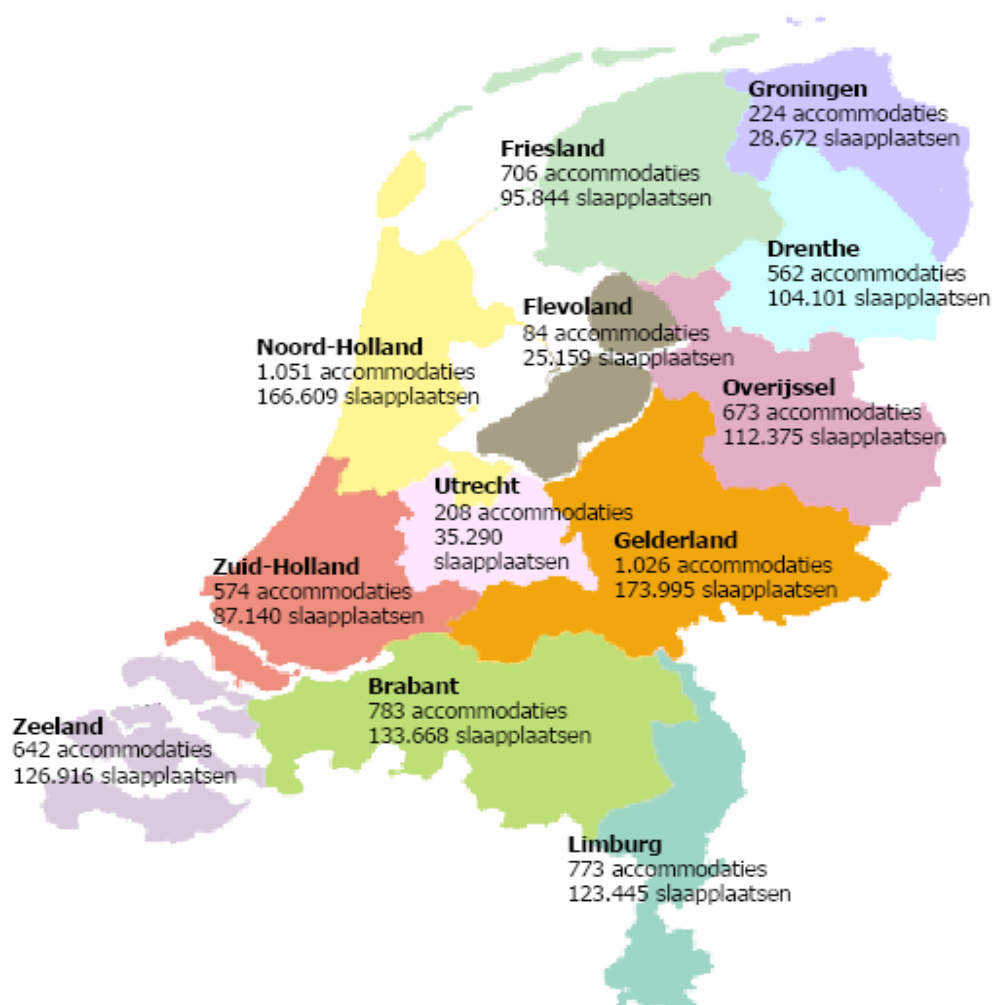 Groningen
224 accommodaties
28.672 slaapplaatsen
Friesland
706 accommodaties
95.844 slaapplaatsen
Drenthe
562 accommodaties
104.101 slaapplaatsen
Flevoland
84 accommodaties
25.159 slaapplaatsen
Noord-Holland
1.051 accommodaties
166.609 slaapplaatsen
Overijssel
673 accommodaties
112.375 slaapplaatsen
Utrecht
208 accommodaties
35.290
slaapplaatsen
Gelderland
1.026 accommodaties
173.995 slaapplaatsen
Zuid-Holland
574 accommodaties
87.140 slaapplaatsen
Brabant
783 accommodaties
133.668 slaapplaatsen
Zeeland
642 accommodaties
126.916 slaapplaatsen
Limburg
773 accommodaties
123.445 slaapplaatsen